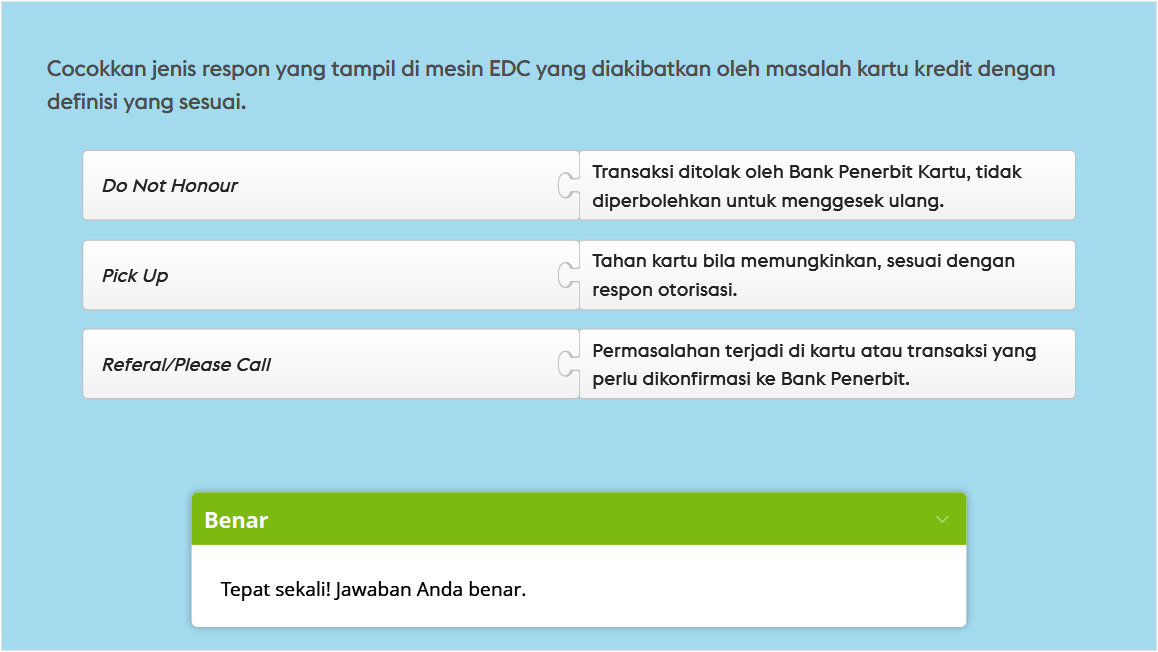 Cocokkan jenis respon yang tampil di mesin EDC yang diakibatkan oleh masalah kartu kredit dengan
definisi yang sesuai.
Do Not Honour
Transaksi ditolak oleh Bank Penerbit Kartu, tidak
diperbolehkan untuk menggesek ulang.
Pick Up
Tahan kartu bila memungkinkan, sesuai dengan
respon otorisasi.
Referal/Please Call
Permasalahan terjadi di kartu atau transaksi yang
perlu dikonfirmasi ke Bank Penerbit.
Benar
Tepat sekali! Jawaban Anda benar.